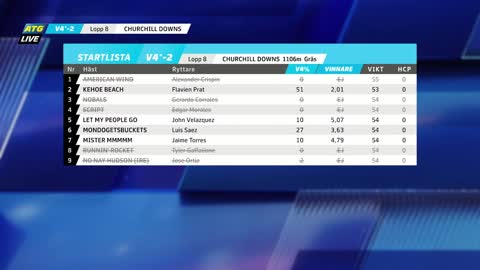 ATG LIVE V4*-2 Lopp 8 CHURCHILL DOWNS
STARTLISTA V4*-2 Lopp 8 CHURCHILL DOWNS 1106m Gräs
Nr Häst Ryttare V4% VINNARE VIKT HCP
1 AMERICAN WIND Alexander Crispin 0 EJ 55 0
2 KEHOE BEACH Flavien Prat 51 2,01 53 0
3 NOBALS Gerardo Corrales 0 EJ 54 0
4 SCRIPT Edgar Morales 0 EJ 54 0
5 LET MY PEOPLE GO John Velazquez 10 5,07 54 0
6 MONDOGETSBUCKETS Luis Saez 27 3,63 54 0
7 MISTER MMMMM Jaime Torres 10 4,79 54 0
8 RUNNIN' ROCKET Tyler Gaffalione 0 EJ 54 0
9 NO NAY HUDSON (IRE) Jose Ortiz 2 EJ 54 0